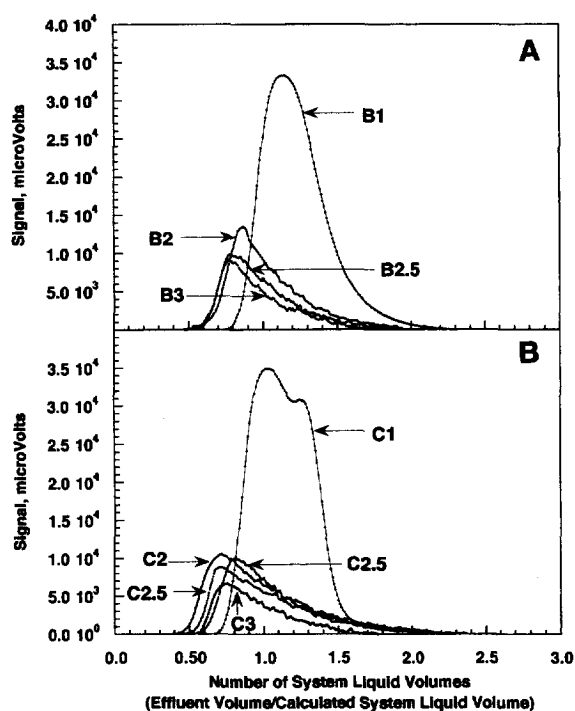 A
4.0 10⁴
3.5 10⁴
3.0 10⁴
2.5 10⁴
2.0 10⁴
1.5 10⁴
1.0 10⁴
5.0 10³
Signal, microVolts
B1
B2
B2.5
B3
B
3.5 10⁴
3.0 10⁴
2.5 10⁴
2.0 10⁴
1.5 10⁴
1.0 10⁴
5.0 10³
0.0 10⁰
Signal, microVolts
C1
C2
C2.5
C2.5
C3
0.0 0.50 1.0 1.5 2.0 2.5 3.0
Number of System Liquid Volumes
(Effluent Volume/Calculated System Liquid Volume)